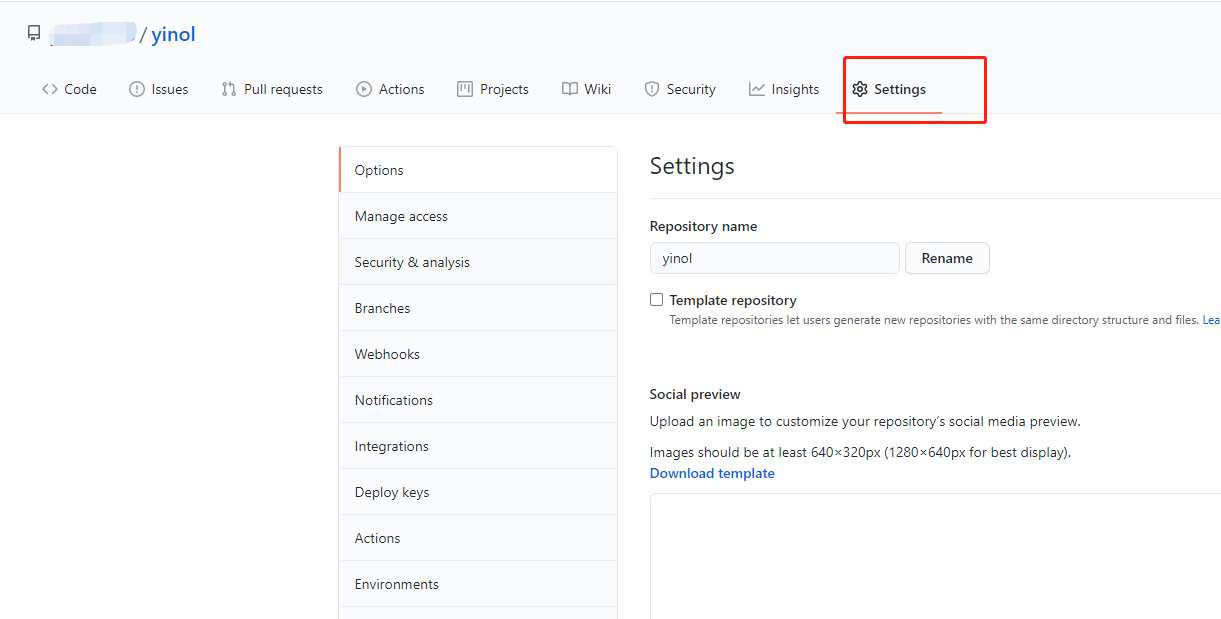 / yinol
Code Issues Pull requests Actions Projects Wiki Security Insights Settings
Options
Manage access
Security & analysis
Branches
Webhooks
Notifications
Integrations
Deploy keys
Actions
Environments
Settings
Repository name
yinol Rename
Template repository
Template repositories let users generate new repositories with the same directory structure and files. Lea
Social preview
Upload an image to customize your repository's social media preview.
Images should be at least 640×320px (1280×640px for best display).
Download template